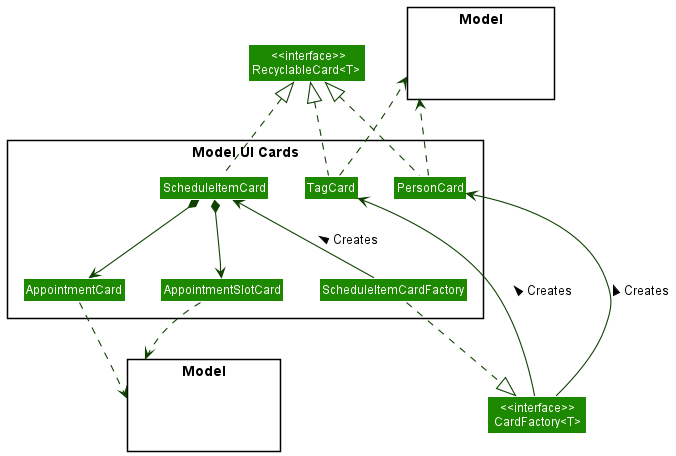 Model
<<interface>>
RecyclableCard<T>
Model UI Cards
ScheduleItemCard
TagCard
PersonCard
Creates
AppointmentCard
AppointmentSlotCard
ScheduleItemCardFactory
Creates
Creates
Model
<<interface>>
CardFactory<T>